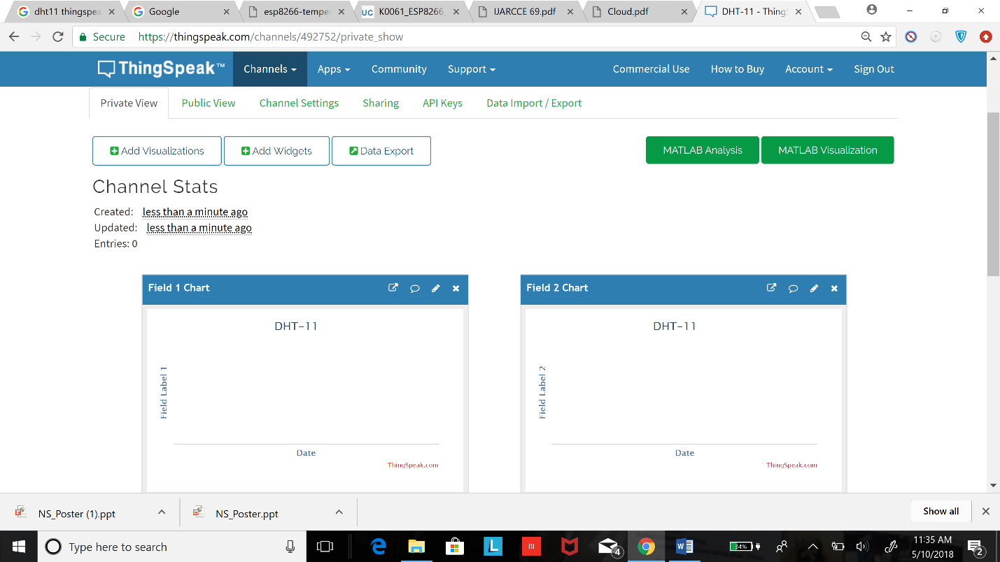 dht11 thingspea
Google
esp8266-tempe
UC K0061_ESP8266_
IJARCCE 69.pdf
Cloud.pdf
DHT-11 - Thing
Secure https://thingspeak.com/channels/492752/private_show
ThingSpeak™ Channels Apps Community Support Commercial Use How to Buy Account Sign Out
Private View Public View Channel Settings Sharing API Keys Data Import / Export
Add Visualizations Add Widgets Data Export MATLAB Analysis MATLAB Visualization
Channel Stats
Created: less than a minute ago
Updated: less than a minute ago
Entries: 0
Field 1 Chart
DHT-11
Field Label 1
Date
ThingSpeak.com
Field 2 Chart
DHT-11
Field Label 2
Date
ThingSpeak.com
NS_Poster (1).ppt NS_Poster.ppt Show all
Type here to search
L
4
34%
11:35 AM
5/10/2018
2